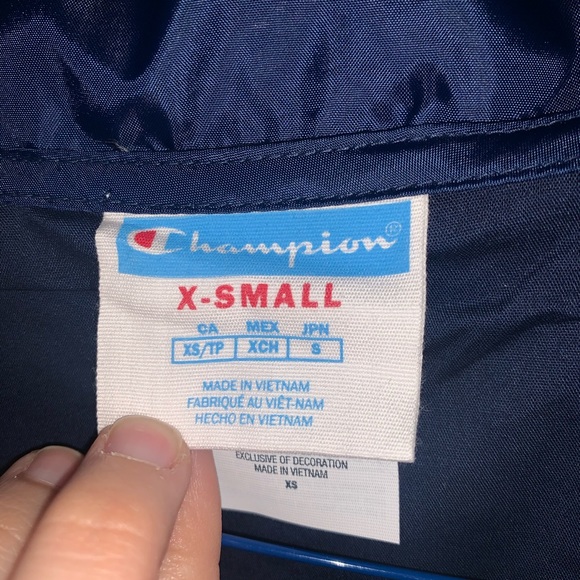 Champion®
X-SMALL
CA MEX JPN
XS/TP XCH S
MADE IN VIETNAM
FABRIQUÉ AU VIÊT-NAM
HECHO EN VIETNAM
EXCLUSIVE OF DECORATION
MADE IN VIETNAM
XS